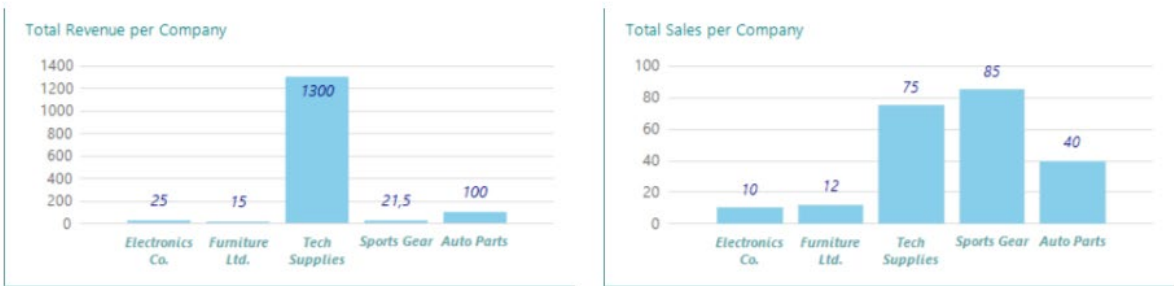 Total Revenue per Company
1400
1200
1000
800
600
400
200
0
25
15
1300
21,5
100
Electronics
Co.
Furniture
Ltd.
Tech
Supplies
Sports Gear
Auto Parts
Total Sales per Company
100
80
60
40
20
0
10
12
75
85
40
Electronics
Co.
Furniture
Ltd.
Tech
Supplies
Sports Gear
Auto Parts